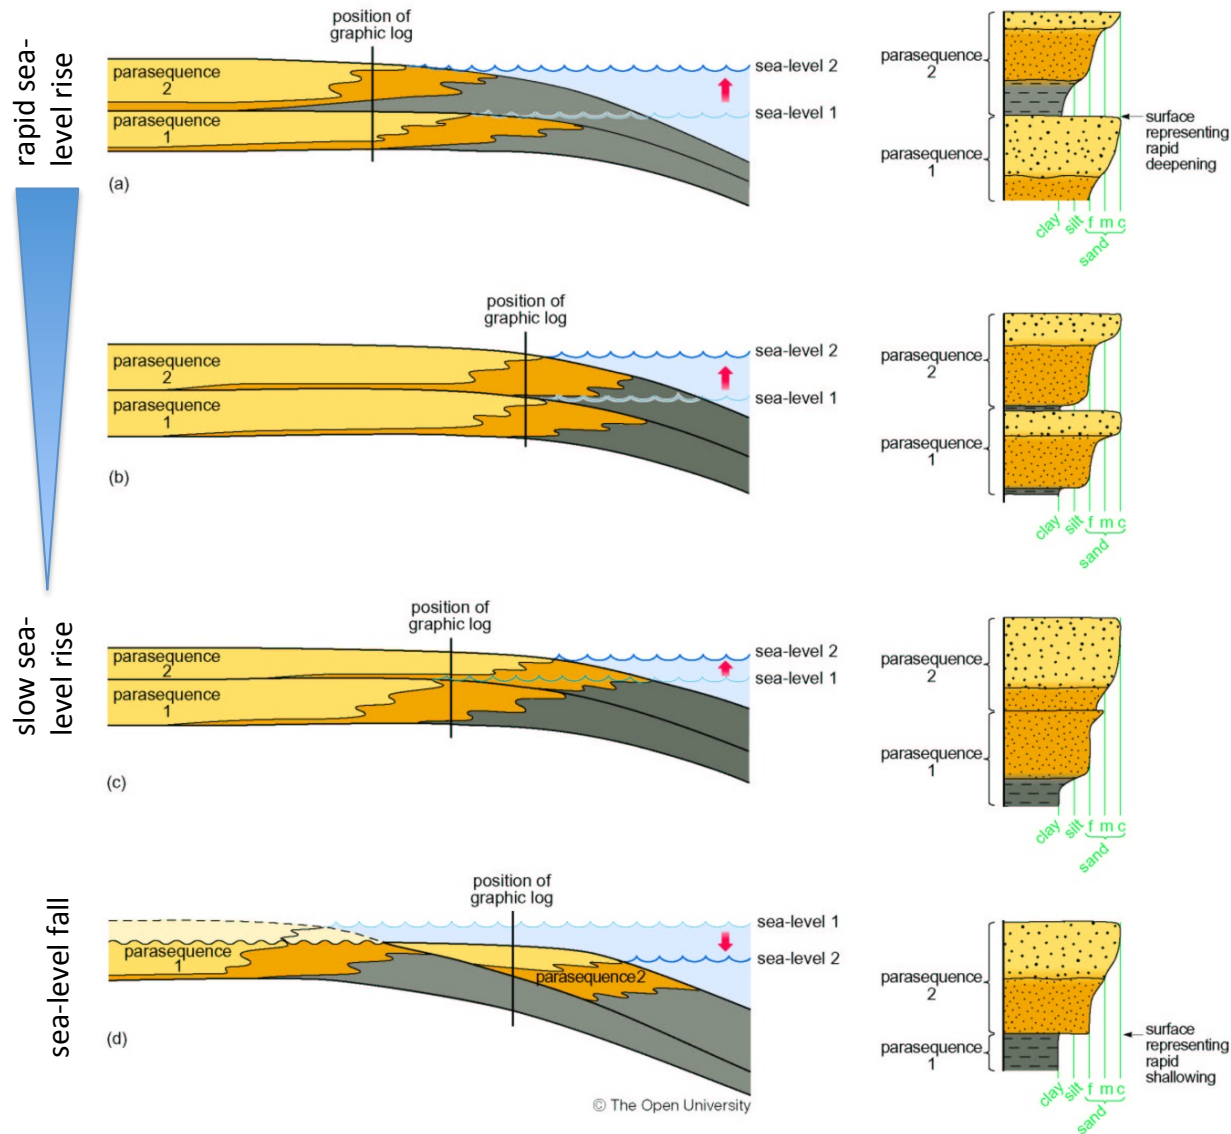 rapid sea-
level rise
position of
graphic log
parasequence
2
parasequence
1
sea-level 2
sea-level 1
(a)
parasequence
2
parasequence
1
surface
representing
rapid
deepening
clay
silt
f m c
sand
position of
graphic log
parasequence
2
parasequence
1
sea-level 2
sea-level 1
(b)
parasequence
2
parasequence
1
clay
silt
f m c
sand
slow sea-
level rise
position of
graphic log
parasequence
2
parasequence
1
sea-level 2
sea-level 1
(c)
parasequence
2
parasequence
1
clay
silt
f m c
sand
sea-level fall
position of
graphic log
parasequence
1
parasequence2
sea-level 1
sea-level 2
(d)
parasequence
2
parasequence
1
surface
representing
rapid
shallowing
clay
silt
f m c
sand
© The Open University